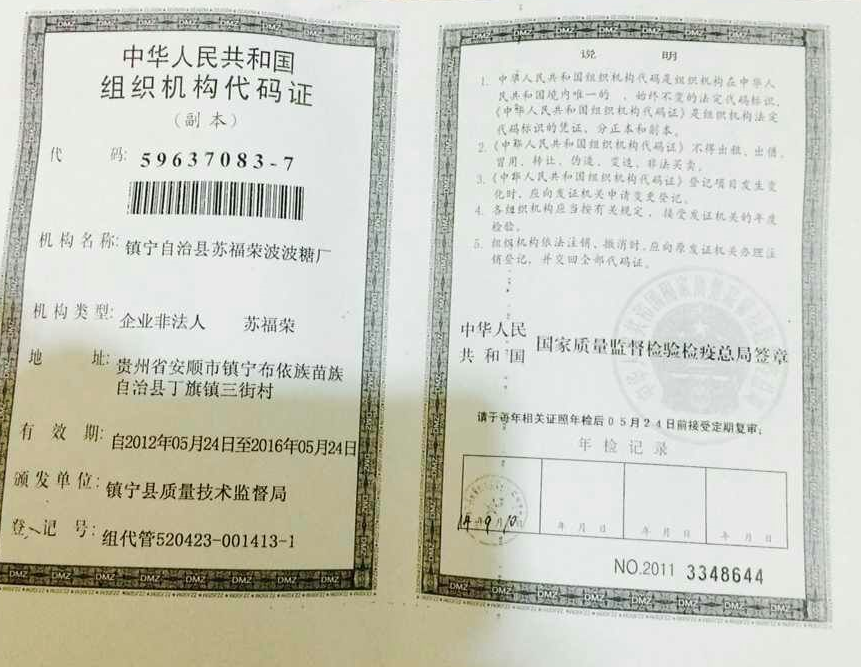 中华人民共和国
组织机构代码证
(副本)
代 码: 59637083-7
机构名称: 镇宁自治县苏福荣波波糖厂
机构类型: 企业非法人 苏福荣
地 址: 贵州省安顺市镇宁布依族苗族
自治县丁旗镇三街村
有 效 期: 自2012年05月24日至2016年05月24日
颁发单位: 镇宁县质量技术监督局
登 记 号: 组代管520423-001413-1
说 明
1. 中华人民共和国组织机构代码是组织机构在中华人
民共和国境内唯一的 、始终不变的法定代码标识,
《中华人民共和国组织机构代码证》是组织机构法定
代码标识的凭证,分正本和副本。
2.《中华人民共和国组织机构代码证》不得出租、出借、
冒用、转让、伪造、变造、非法买卖。
3.《中华人民共和国组织机构代码证》登记项目发生变
化时,应向发证机关申请变更登记。
4. 各组织机构应当按有关规定,接受发证机关的年度
检验。
5. 组织机构依法注销、撤消时,应向原发证机关办理注
销登记,并交回全部代码证。
中华人民
共和国 国家质量监督检验检疫总局签章
请于每年相关证照年检后05月24日前接受定期复审;
年检记录
年 月 日 年 月 日 年 月 日
NO.2011 3348644